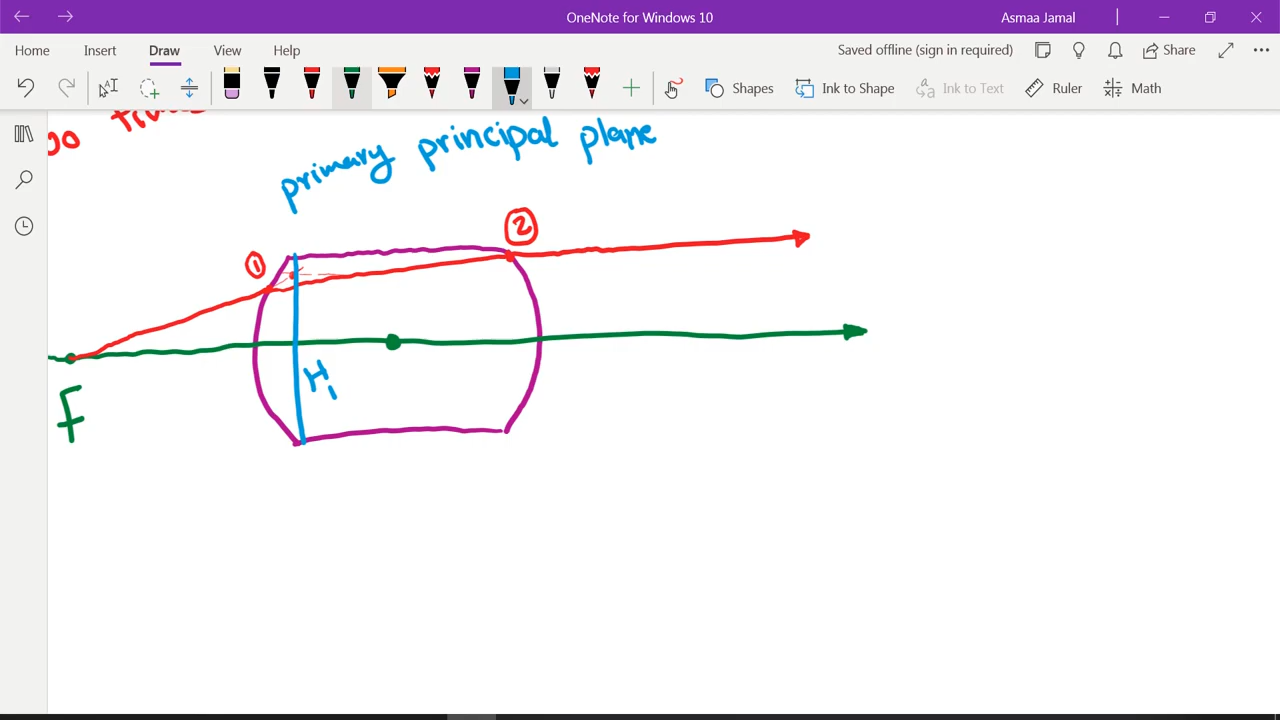 OneNote for Windows 10
Asmaa Jamal
Home Insert Draw View Help
Saved offline (sign in required)
Share
Shapes
Ink to Shape
Ink to Text
Ruler
Math
primary principal plane
1
2
H1
F